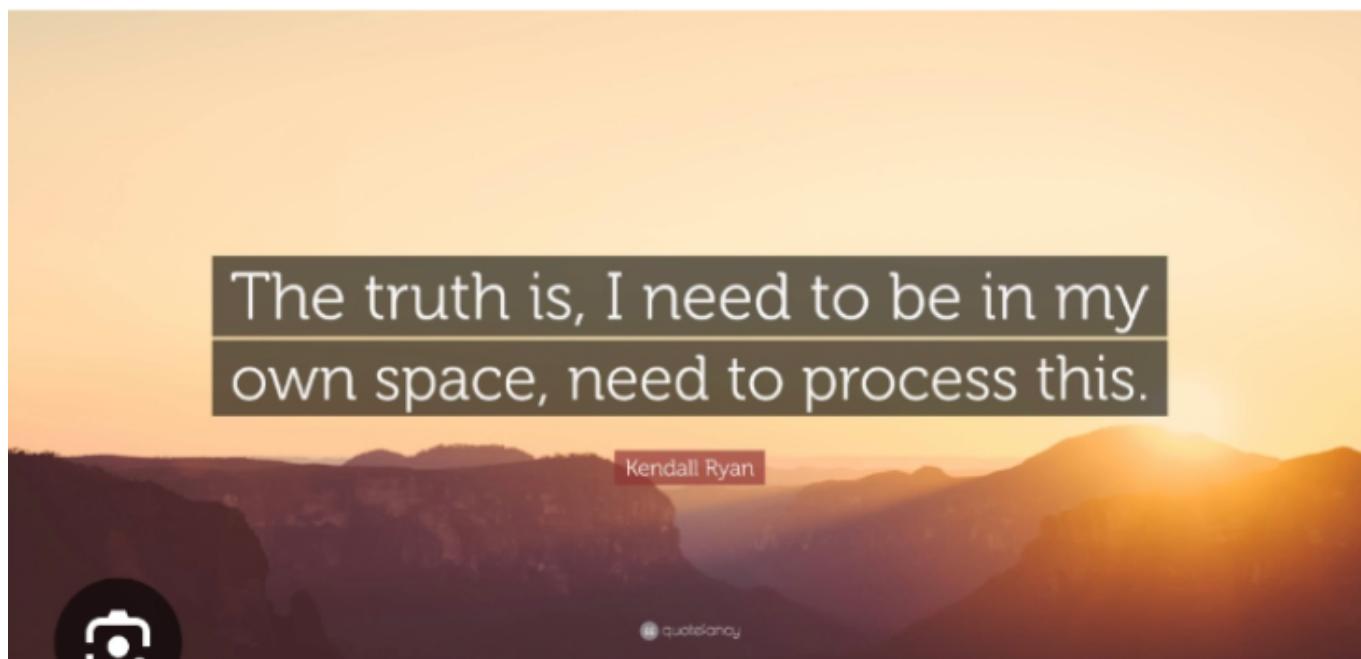 The truth is, I need to be in my
own space, need to process this.
Kendall Ryan
quotefancy